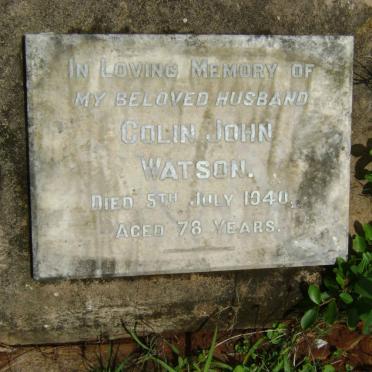 In Loving Memory of
my beloved husband
Colin John
Watson.
Died 5th July 1940,
Aged 78 Years.